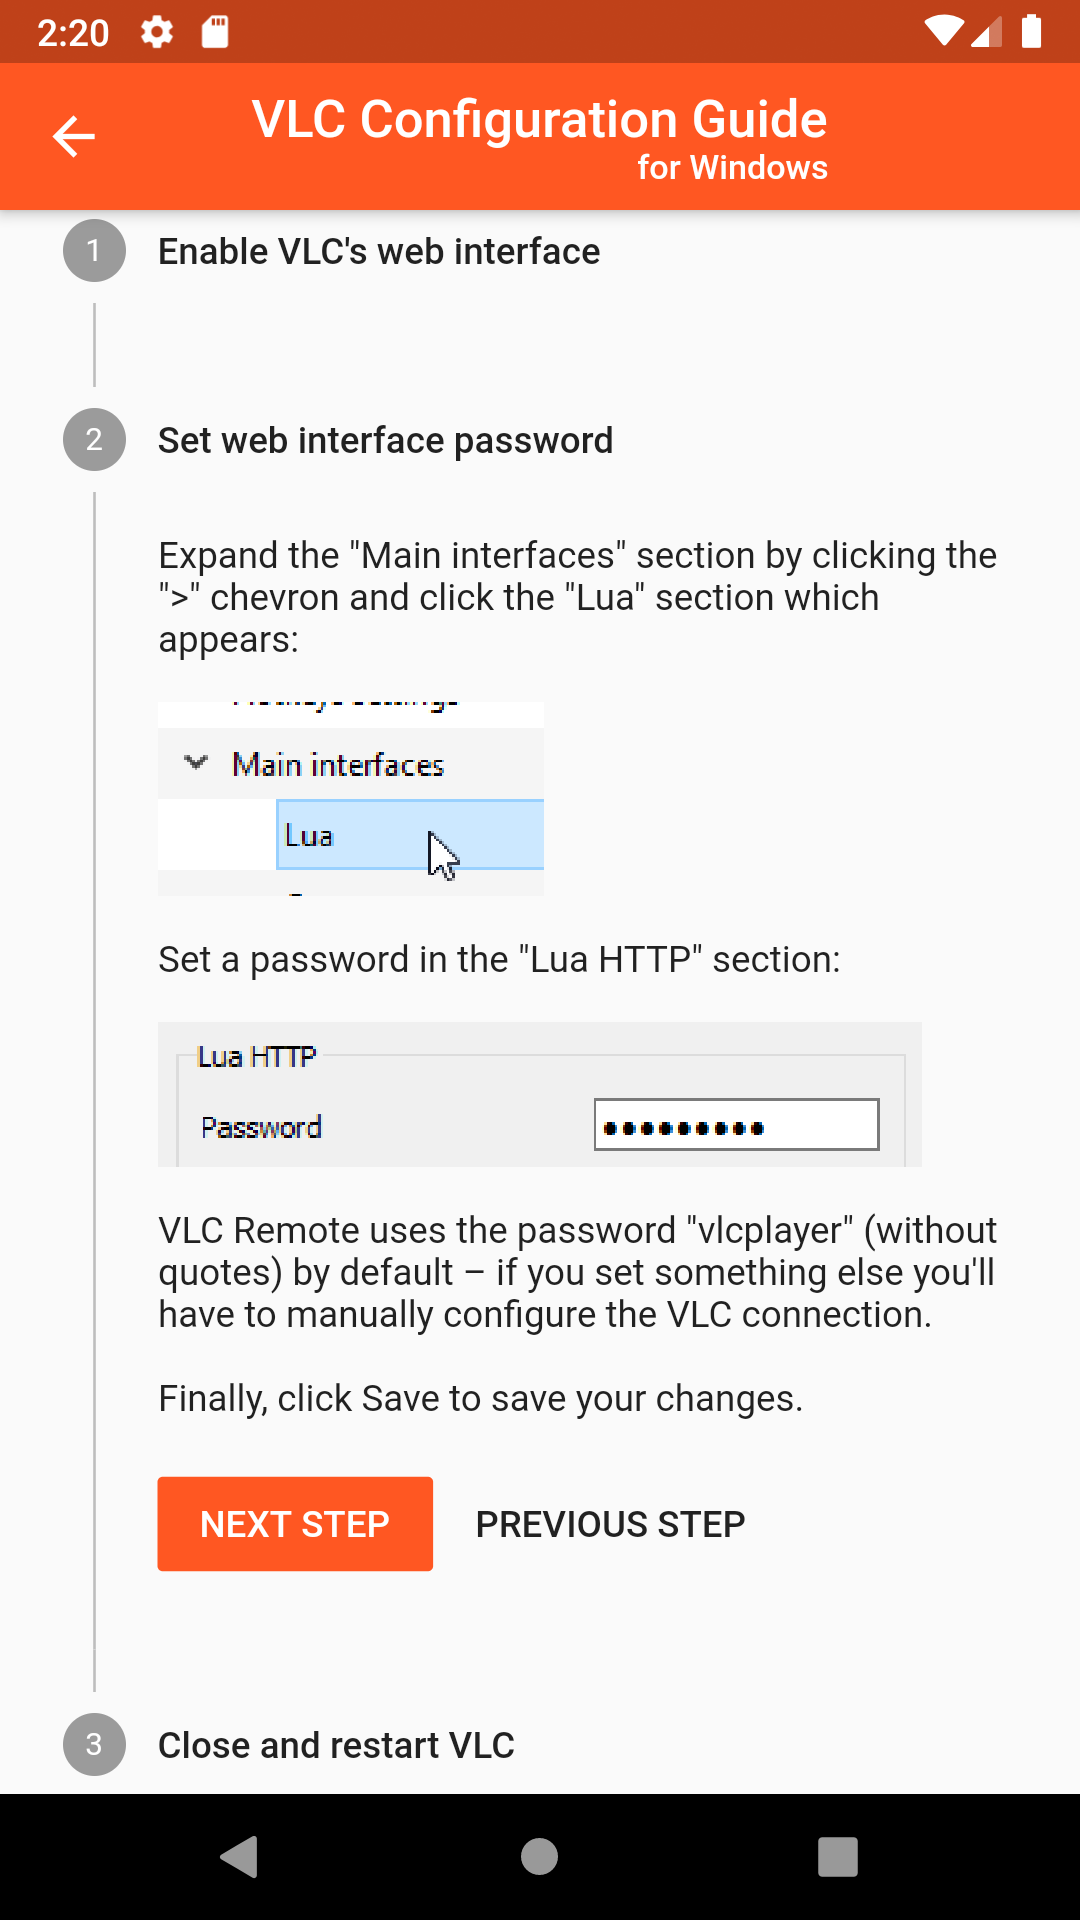 2:20
VLC Configuration Guide
for Windows
1
Enable VLC's web interface
2
Set web interface password
Expand the "Main interfaces" section by clicking the
">" chevron and click the "Lua" section which
appears:
Main interfaces
Lua
Set a password in the "Lua HTTP" section:
Lua HTTP
Password
VLC Remote uses the password "vlcplayer" (without
quotes) by default – if you set something else you'll
have to manually configure the VLC connection.
Finally, click Save to save your changes.
NEXT STEP PREVIOUS STEP
3
Close and restart VLC